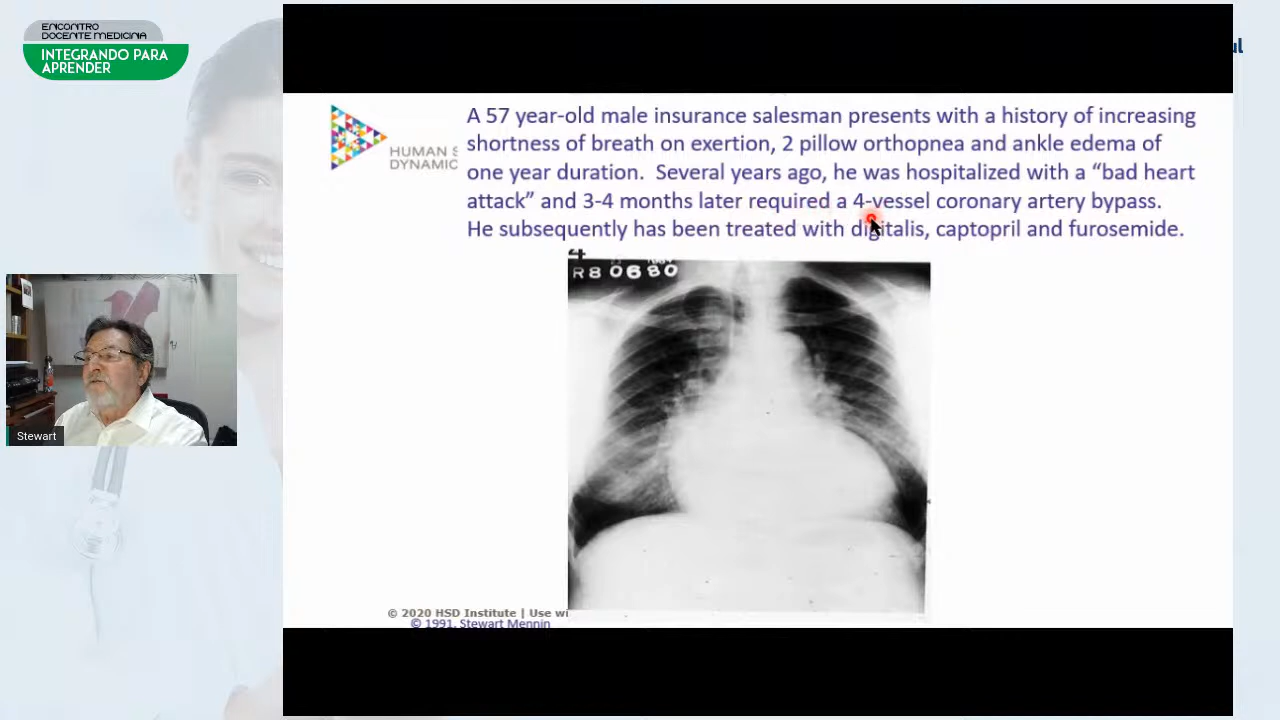 ENCONTRO
DOCENTE MEDICINA
INTEGRANDO PARA
APRENDER
ul
HUMAN S
DYNAMIC
A 57 year-old male insurance salesman presents with a history of increasing
shortness of breath on exertion, 2 pillow orthopnea and ankle edema of
one year duration. Several years ago, he was hospitalized with a “bad heart
attack” and 3-4 months later required a 4-vessel coronary artery bypass.
He subsequently has been treated with digitalis, captopril and furosemide.
4
R8 0680
Stewart
© 2020 HSD Institute | Use wi
© 1991, Stewart Mennin